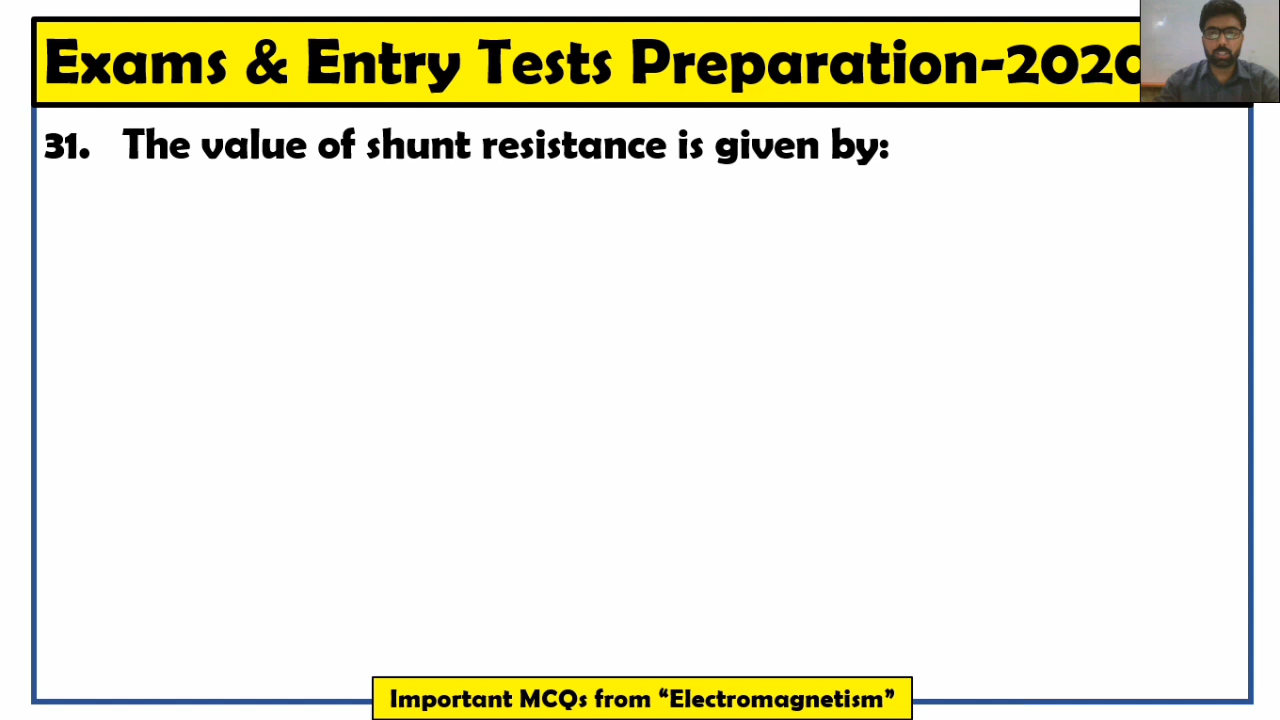 Exams & Entry Tests Preparation-2020
31. The value of shunt resistance is given by:
Important MCQs from “Electromagnetism”